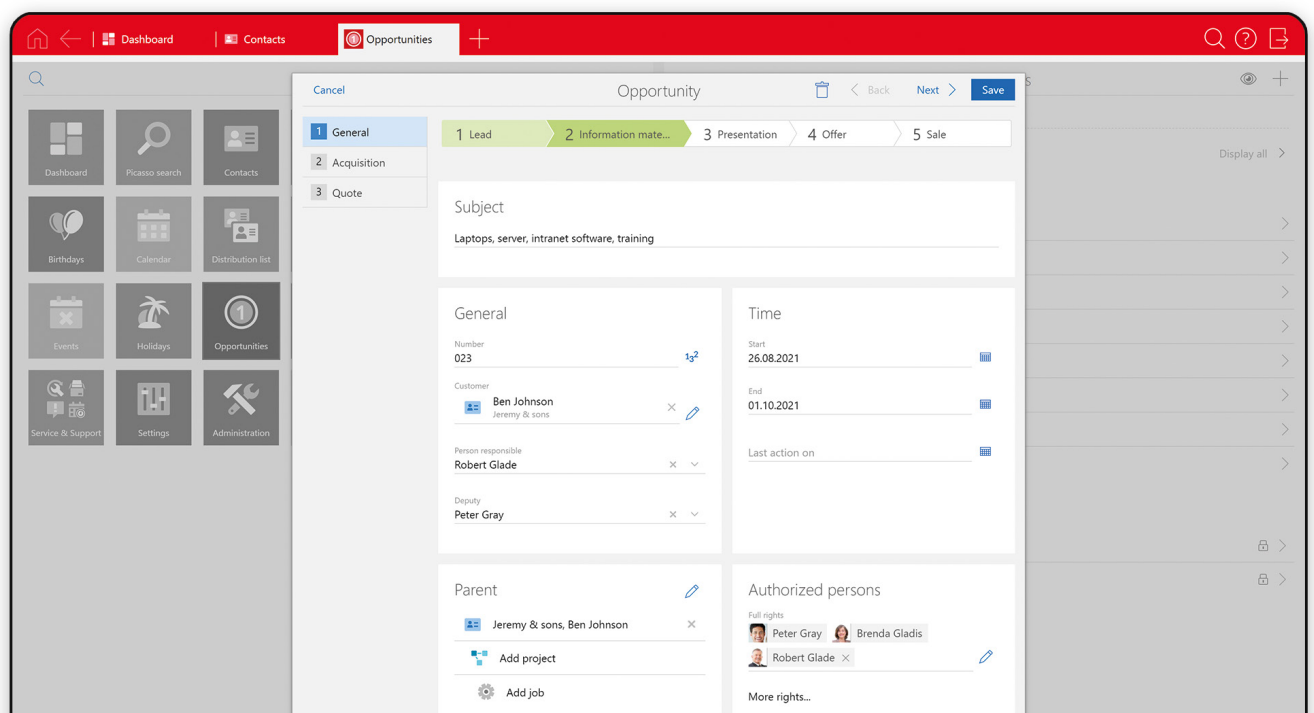 Dashboard
Contacts
Opportunities
Cancel
Opportunity
Back
Next
Save
1 General
2 Acquisition
3 Quote
1 Lead
2 Information mate...
3 Presentation
4 Offer
5 Sale
Display all
Dashboard
Picasso search
Contacts
Birthdays
Calendar
Distribution list
Events
Holidays
Opportunities
Service & Support
Settings
Administration
Subject
Laptops, server, intranet software, training
General
Number
023
Customer
Ben Johnson
Jeremy & sons
Person responsible
Robert Glade
Deputy
Peter Gray
Time
Start
26.08.2021
End
01.10.2021
Last action on
Parent
Jeremy & sons, Ben Johnson
Add project
Add job
Authorized persons
Full rights
Peter Gray
Brenda Gladis
Robert Glade
More rights...